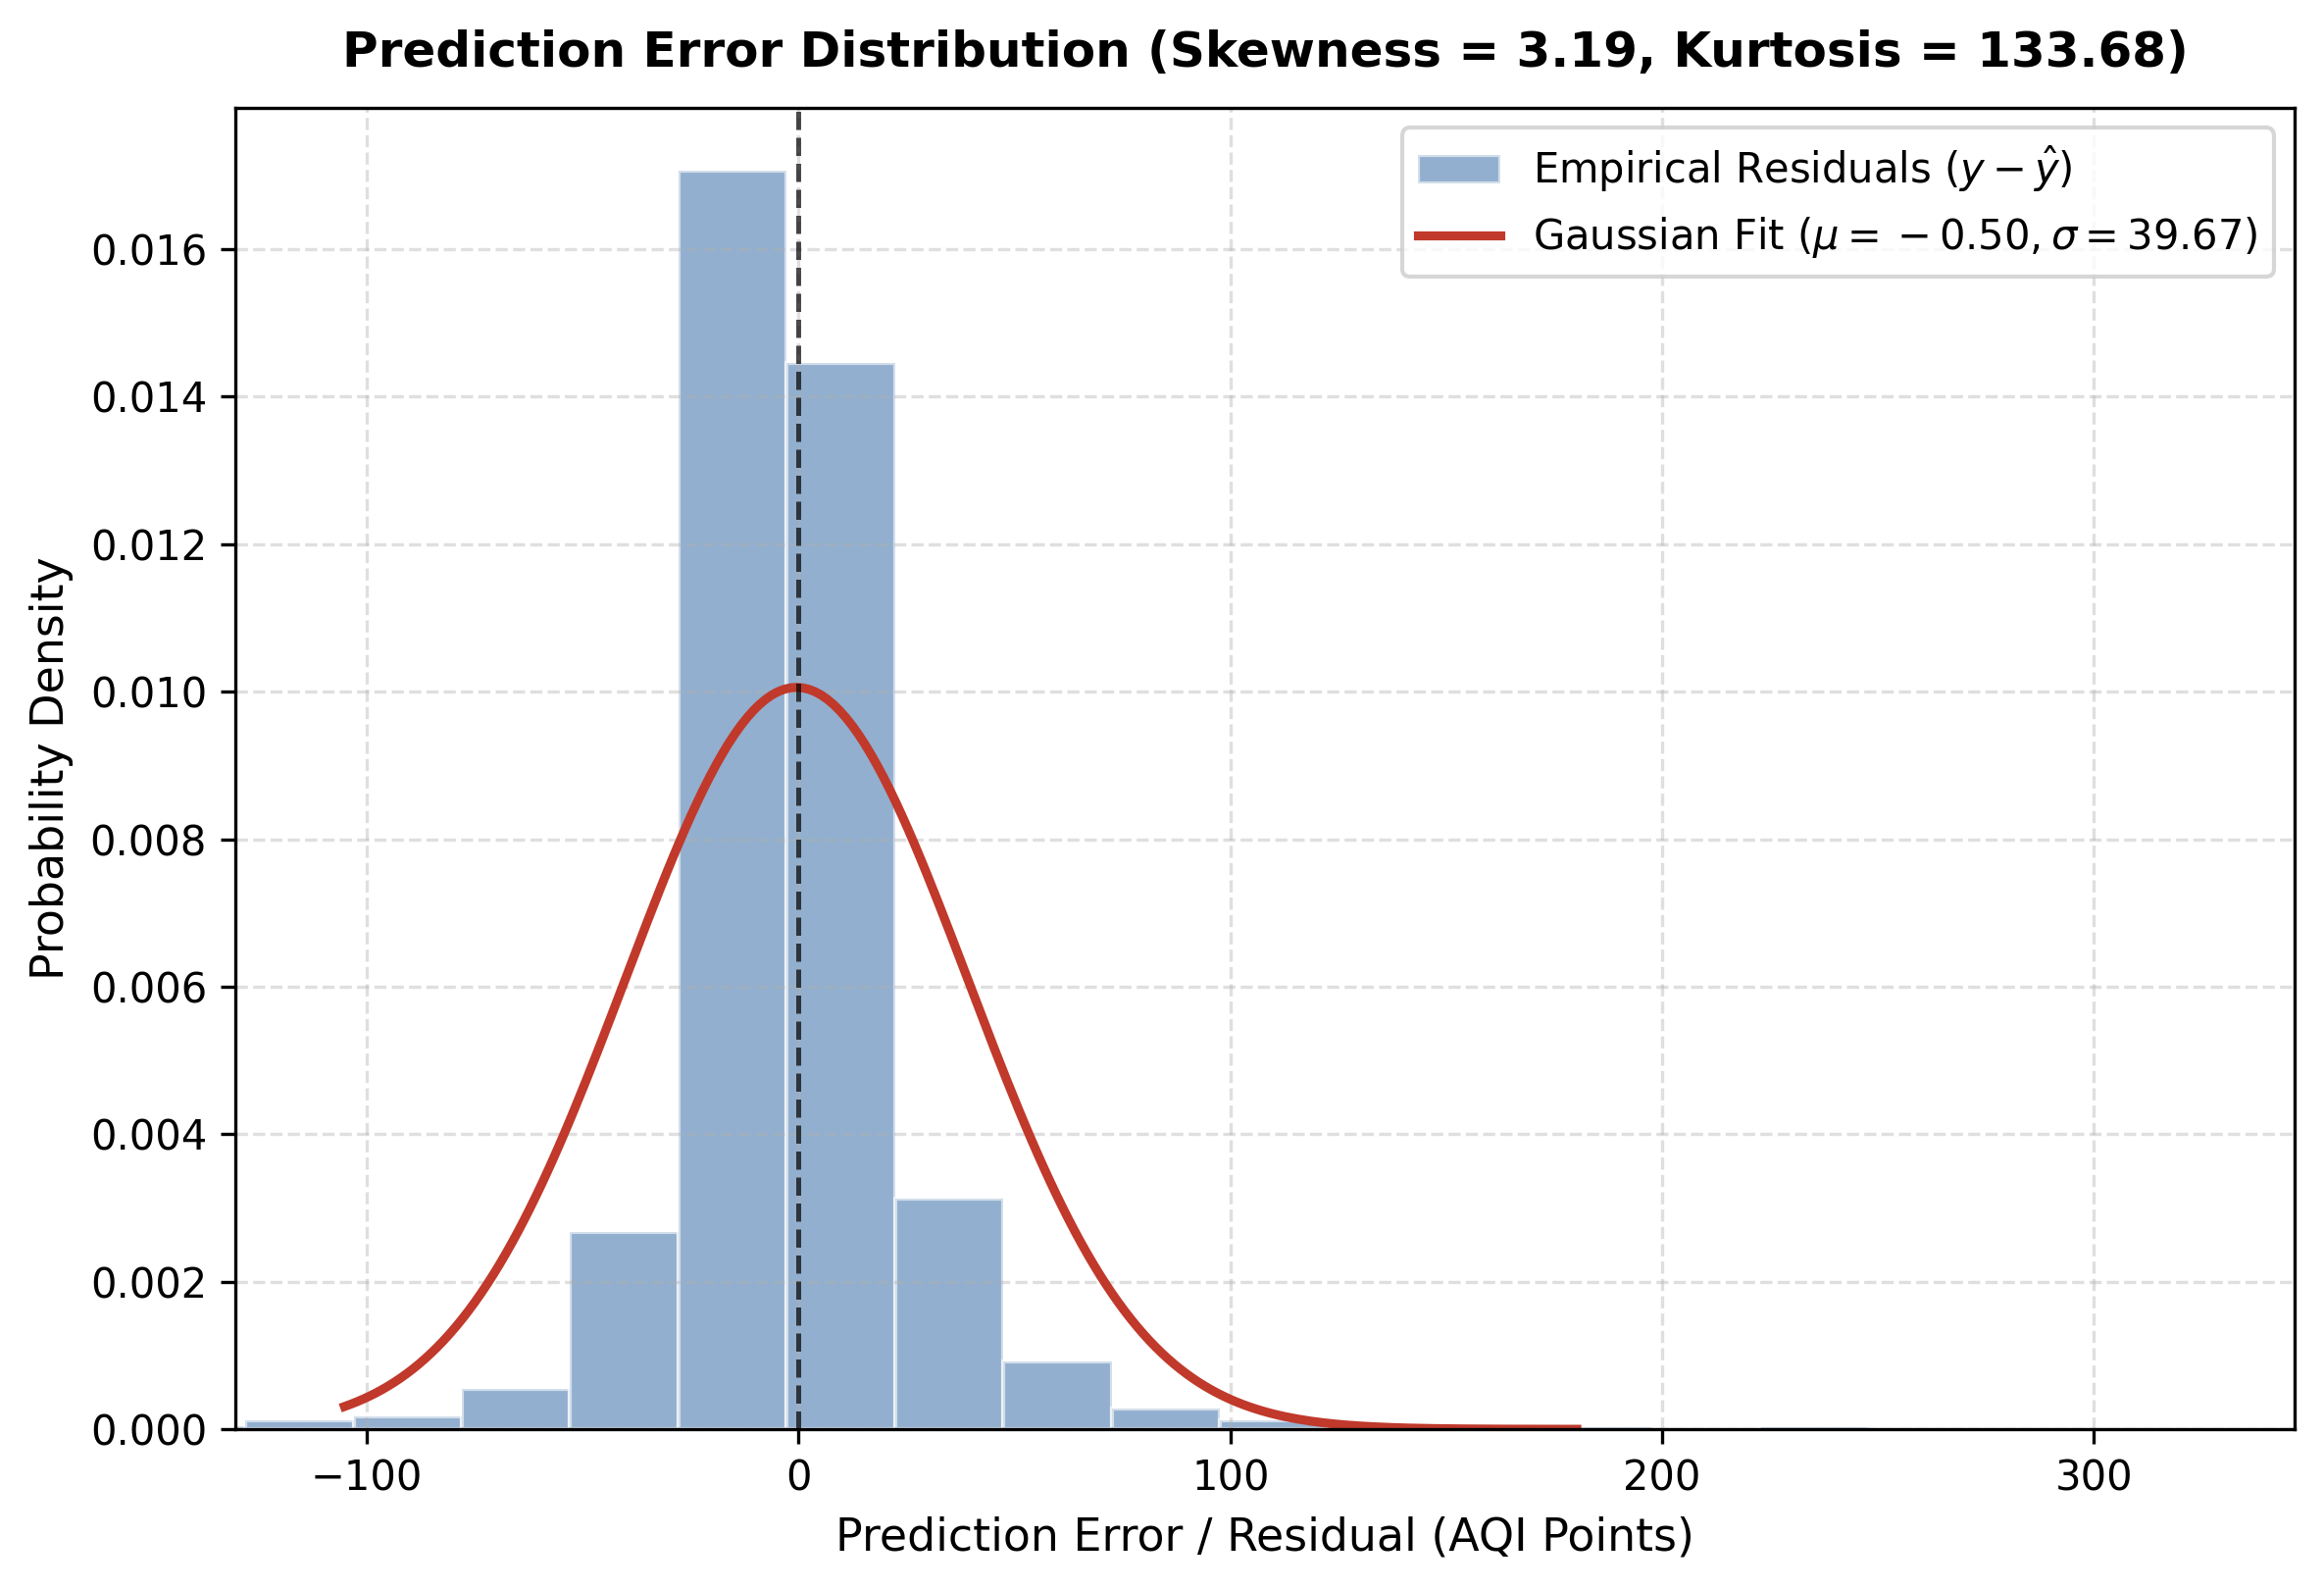 Prediction Error Distribution (Skewness = 3.19, Kurtosis = 133.68)
Empirical Residuals (y − ŷ)
Gaussian Fit (μ = −0.50, σ = 39.67)
Probability Density
0.016
0.014
0.012
0.010
0.008
0.006
0.004
0.002
0.000
−100 0 100 200 300
Prediction Error / Residual (AQI Points)